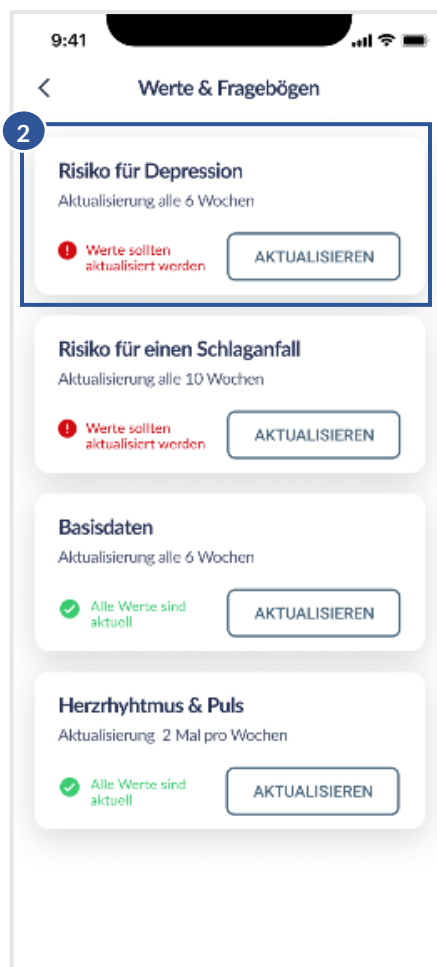 9:41
Werte & Fragebögen
2
Risiko für Depression
Aktualisierung alle 6 Wochen
Werte sollten
aktualisiert werden
AKTUALISIEREN
Risiko für einen Schlaganfall
Aktualisierung alle 10 Wochen
Werte sollten
aktualisiert werden
AKTUALISIEREN
Basisdaten
Aktualisierung alle 6 Wochen
Alle Werte sind
aktuell
AKTUALISIEREN
Herzrhyhtmus & Puls
Aktualisierung 2 Mal pro Wochen
Alle Werte sind
aktuell
AKTUALISIEREN